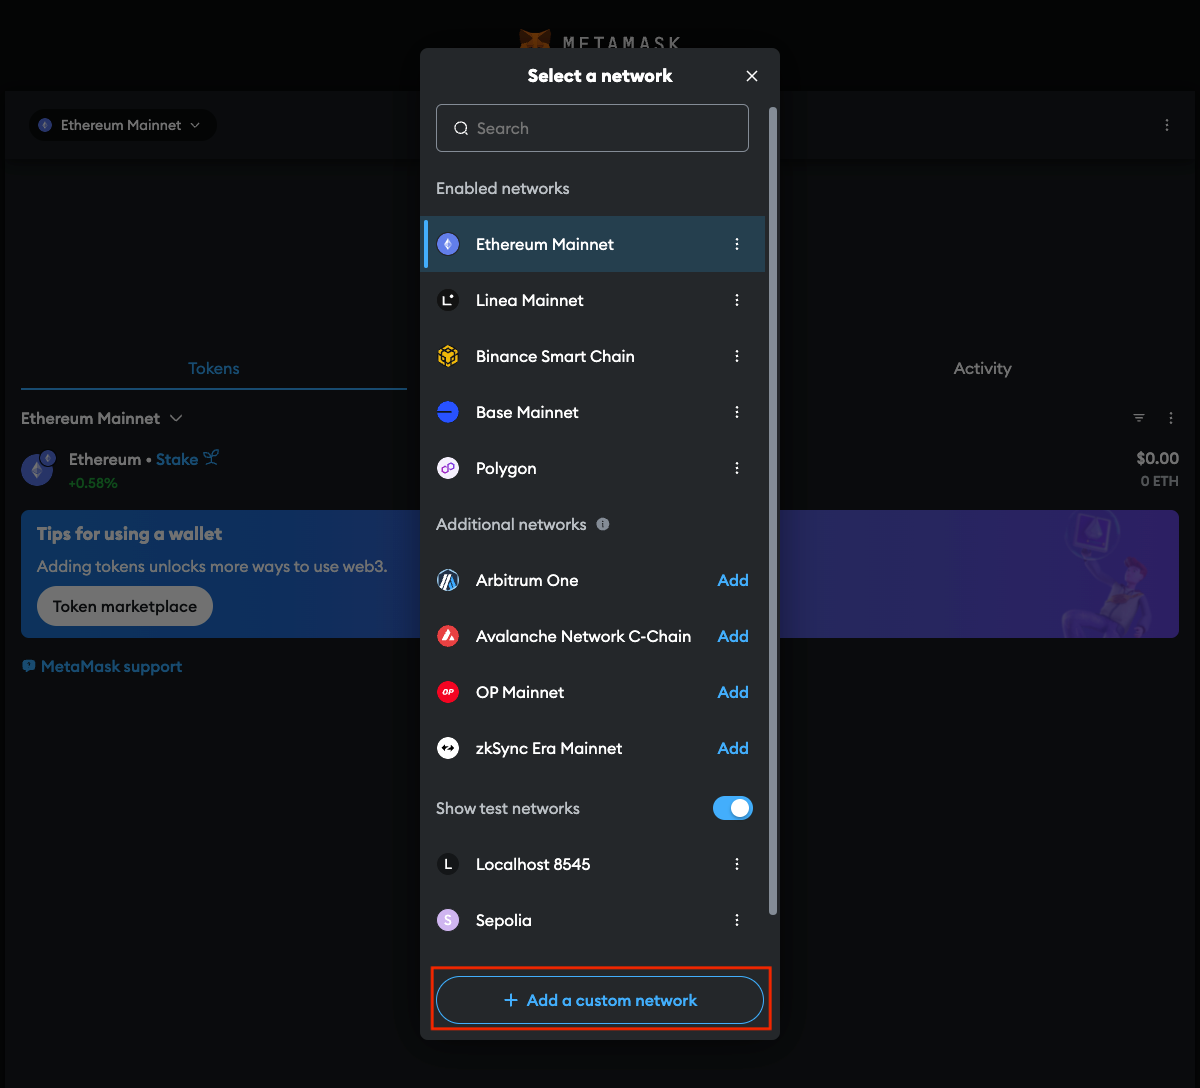 METAMASK
Select a network
Ethereum Mainnet
Search
Enabled networks
Ethereum Mainnet
L Linea Mainnet
Binance Smart Chain
Tokens
Activity
Base Mainnet
Ethereum Mainnet
Ethereum • Stake
$0.00
Polygon
+0.58%
0 ETH
Additional networks
Tips for using a wallet
Adding tokens unlocks more ways to use web3.
Arbitrum One Add
Token marketplace
Avalanche Network C-Chain Add
MetaMask support
OP OP Mainnet Add
zkSync Era Mainnet Add
Show test networks
L Localhost 8545
S Sepolia
+ Add a custom network